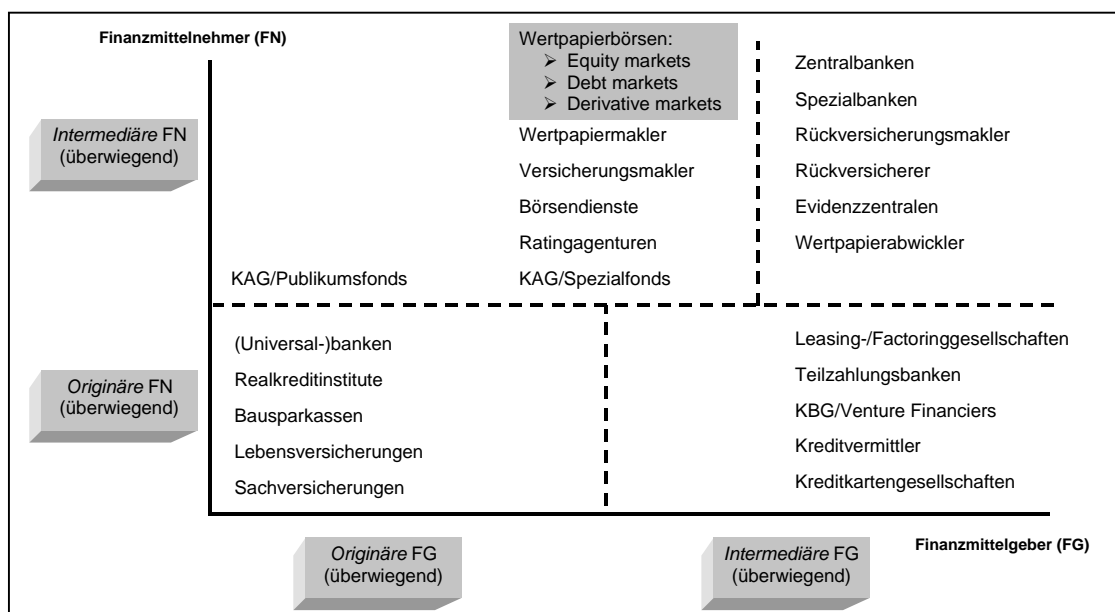 Finanzmittelnehmer (FN)
Intermediäre FN
(überwiegend)
Originäre FN
(überwiegend)
KAG/Publikumsfonds
Wertpapierbörsen:
➢ Equity markets
➢ Debt markets
➢ Derivative markets
Wertpapiermakler
Versicherungsmakler
Börsendienste
Ratingagenturen
KAG/Spezialfonds
Zentralbanken
Spezialbanken
Rückversicherungsmakler
Rückversicherer
Evidenzzentralen
Wertpapierabwickler
(Universal-)banken
Realkreditinstitute
Bausparkassen
Lebensversicherungen
Sachversicherungen
Leasing-/Factoringgesellschaften
Teilzahlungsbanken
KBG/Venture Financiers
Kreditvermittler
Kreditkartengesellschaften
Originäre FG
(überwiegend)
Intermediäre FG
(überwiegend)
Finanzmittelgeber (FG)